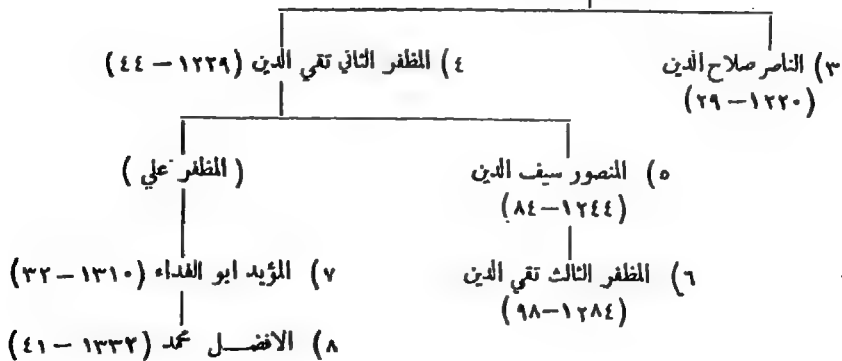 ٣) الناصر صلاح الدين
(١٢٢٠–٢٩)
٤) المظفر الثاني تقي الدين (١٢٢٩–٤٤)
٥) المنصور سيف الدين
(١٢٤٤–٨٤)
(المظفر علي)
٦) المظفر الثالث تقي الدين
(١٢٨٤–٩٨)
٧) المؤيد ابو الفداء (١٣١٠–٣٢)
٨) الافضل محمد (١٣٣٢–٤١)